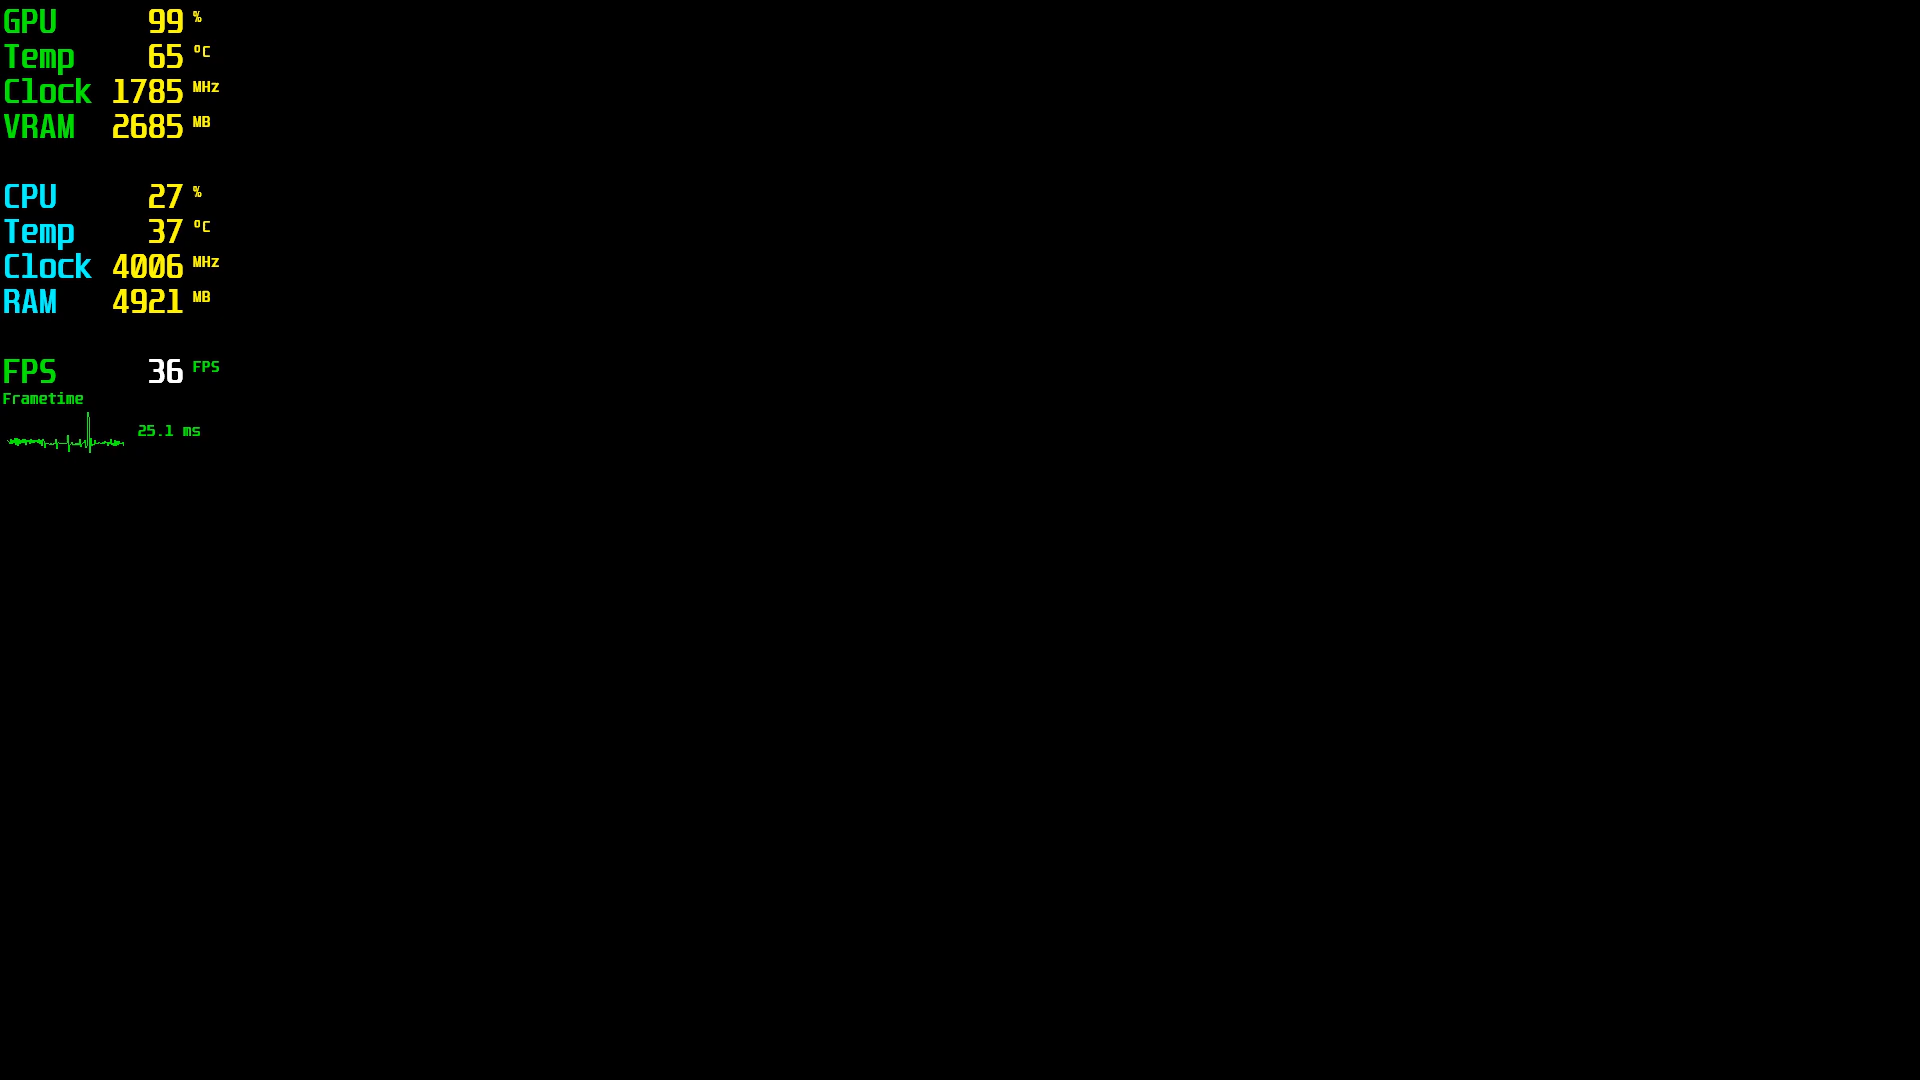 GPU 99 %
Temp 65 °C
Clock 1785 MHz
VRAM 2685 MB
CPU 27 %
Temp 37 °C
Clock 4006 MHz
RAM 4921 MB
FPS 36 FPS
Frametime
25.1 ms